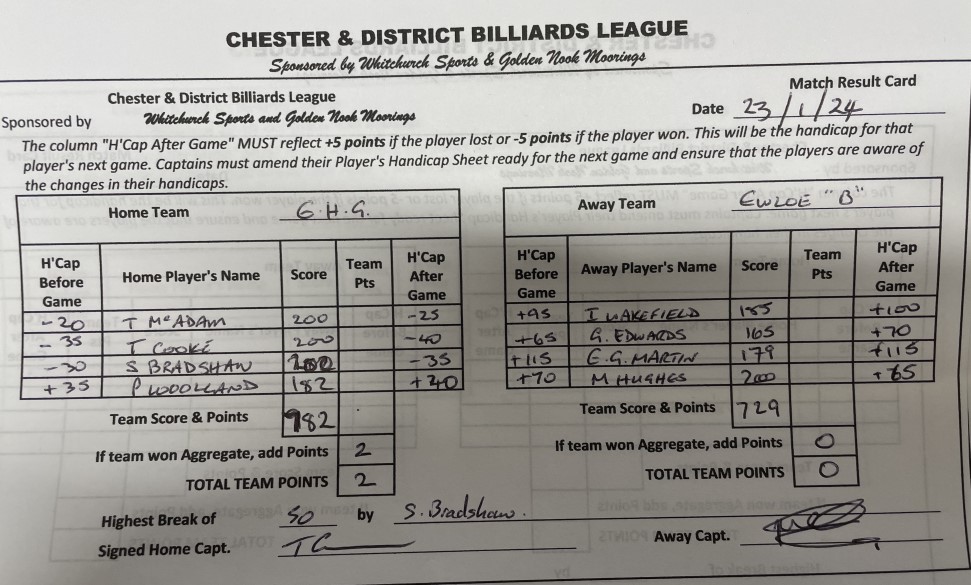 CHESTER & DISTRICT BILLIARDS LEAGUE
Sponsored by Whitchurch Sports & Golden Nook Moorings
Match Result Card
Chester & District Billiards League
Date 23/1/24
Sponsored by Whitchurch Sports and Golden Nook Moorings
The column "H'Cap After Game" MUST reflect +5 points if the player lost or -5 points if the player won. This will be the handicap for that
player's next game. Captains must amend their Player's Handicap Sheet ready for the next game and ensure that the players are aware of
the changes in their handicaps.
Home Team G.H.G. Away Team EWLOE "B"
H'Cap Before Game Home Player's Name Score Team Pts H'Cap After Game H'Cap Before Game Away Player's Name Score Team Pts H'Cap After Game
-20 T McADAM 200 -25 +95 I WAKEFIELD 185 +100
-35 T COOKE 200 -40 +65 G. EDWARDS 165 +70
-30 S BRADSHAW 200 -35 +115 E.G. MARTIN 179 +115
+35 P WOOLLAND 182 +40 +70 M HUGHES 200 +65
Team Score & Points 782 Team Score & Points 729
If team won Aggregate, add Points 2 If team won Aggregate, add Points 0
TOTAL TEAM POINTS 2 TOTAL TEAM POINTS 0
Highest Break of 50 by S. Bradshaw.
Signed Home Capt. TC Away Capt.